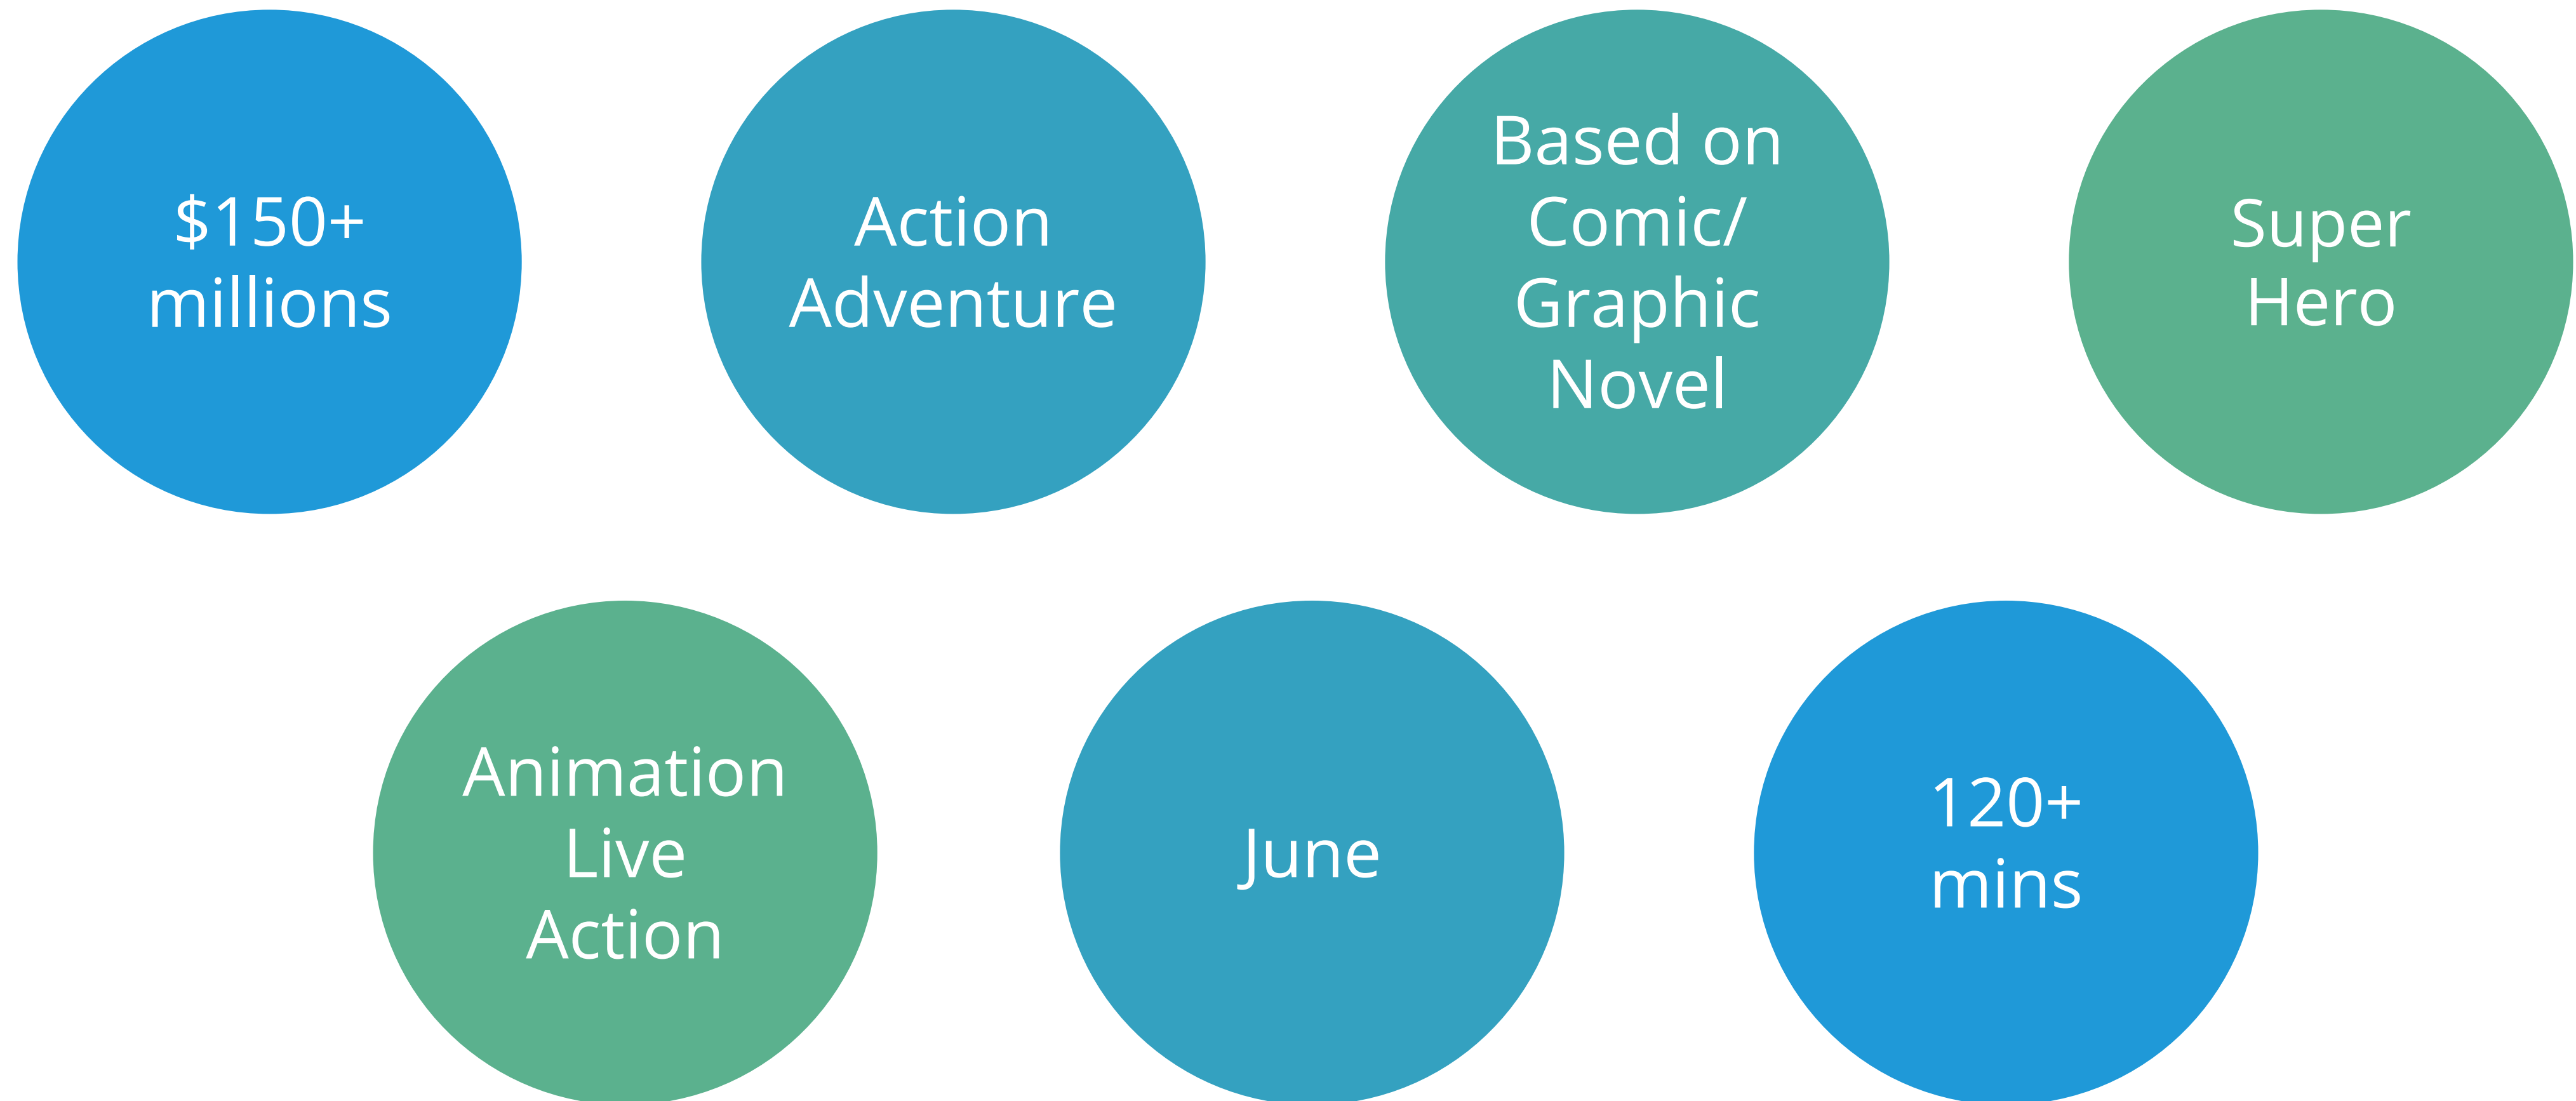 $150+
millions
Action
Adventure
Based on
Comic/
Graphic
Novel
Super
Hero
Animation
Live
Action
June
120+
mins